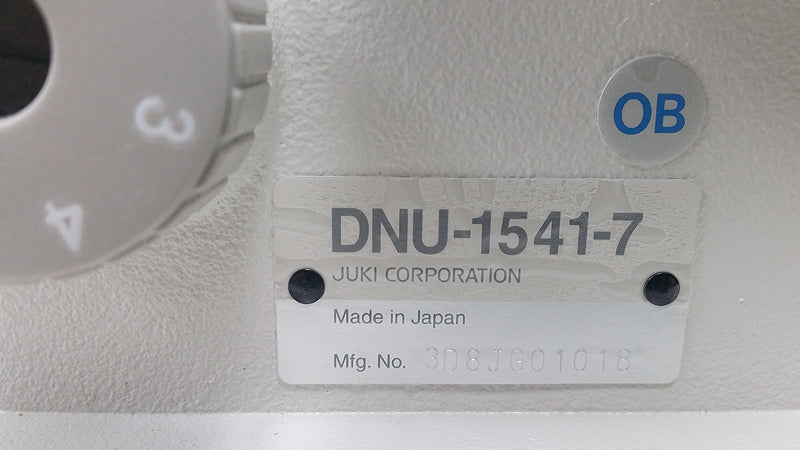 3
4
OB
DNU-1541-7
JUKI CORPORATION
Made in Japan
Mfg. No. 3D8JG01018